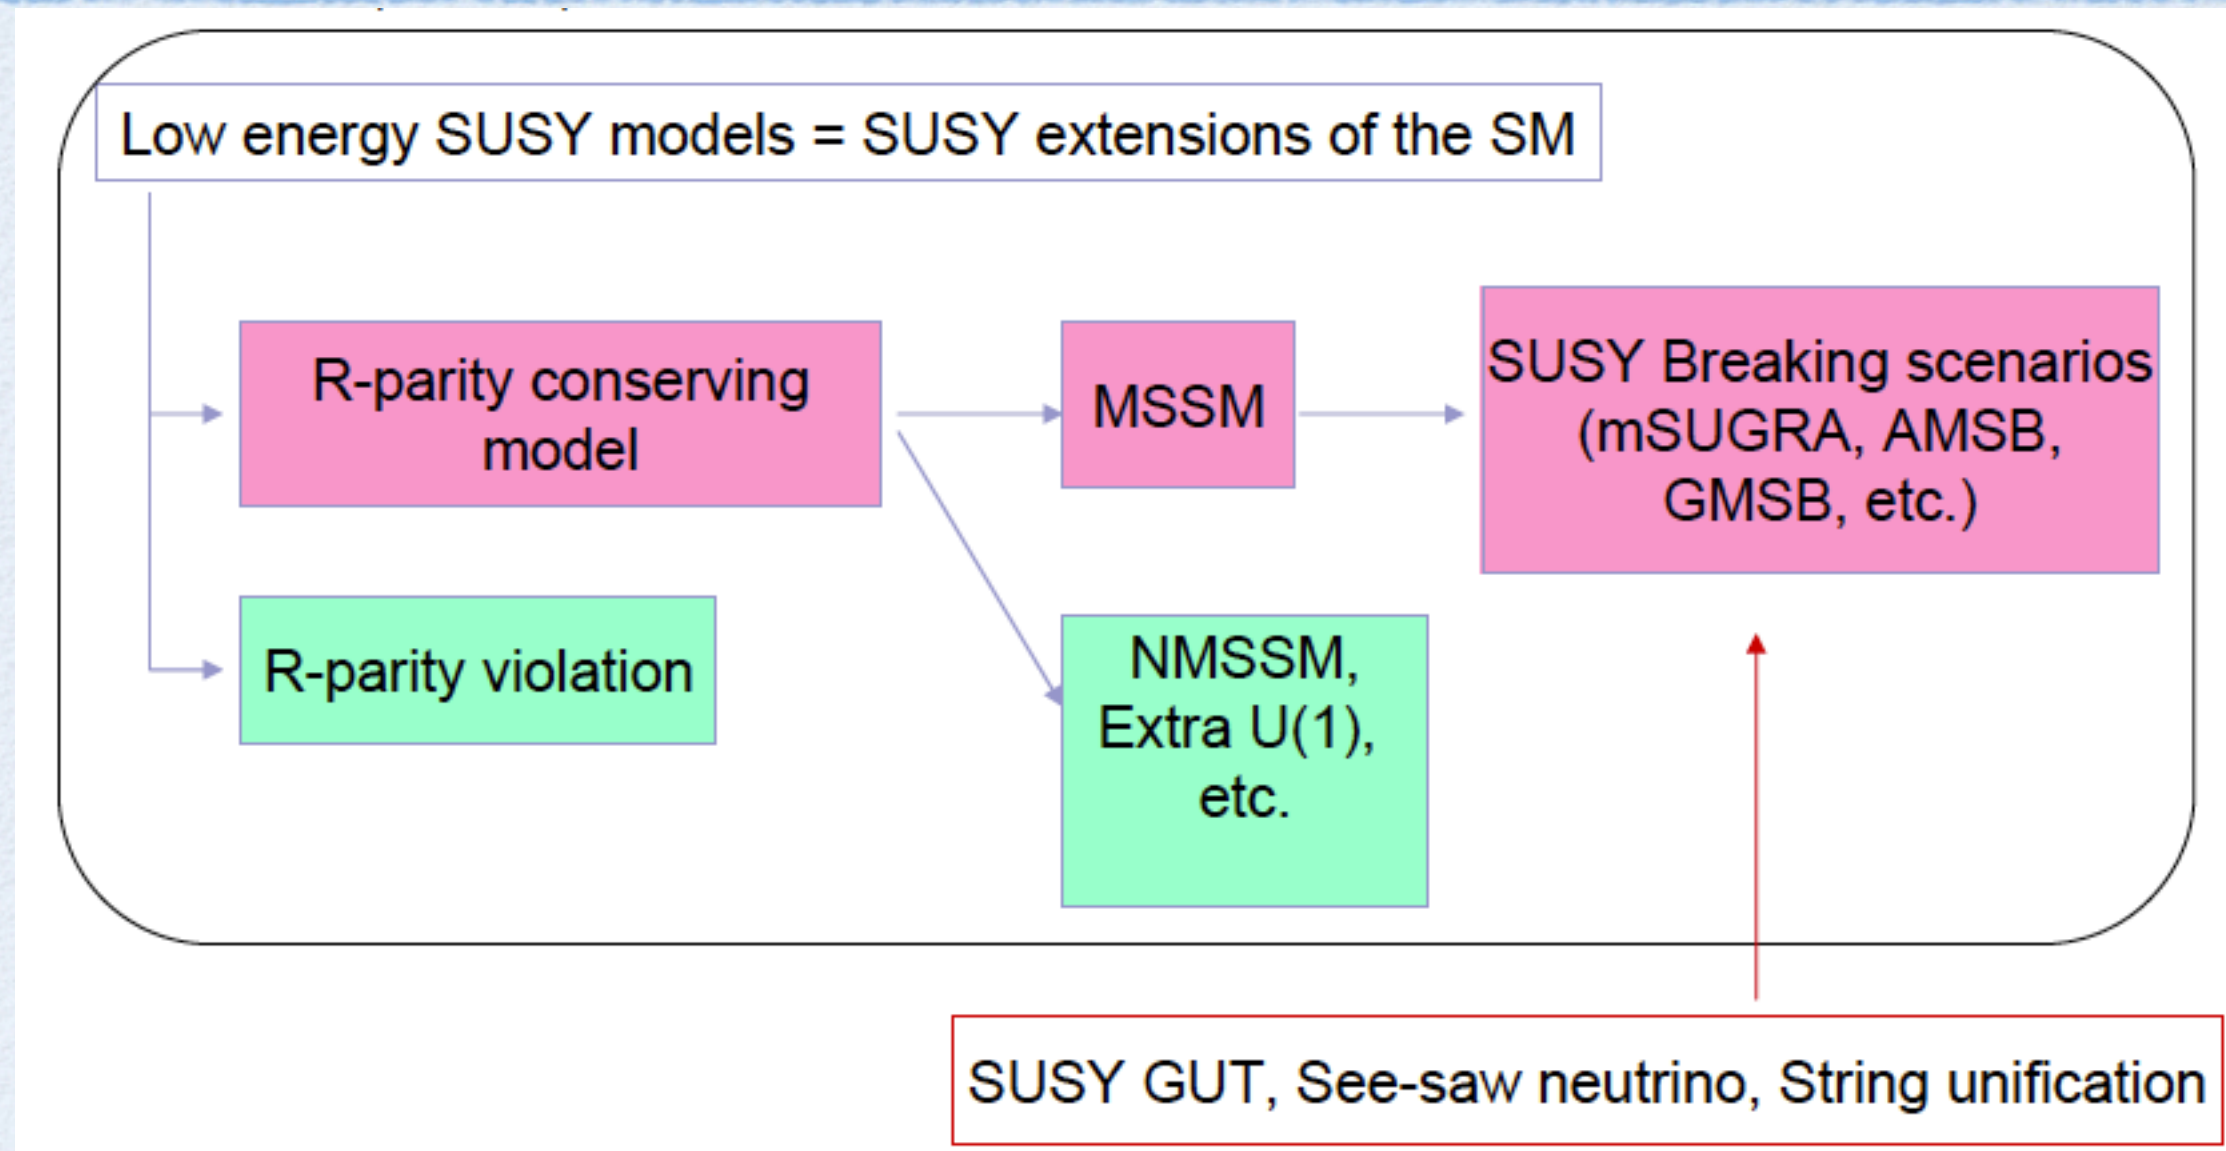 Low energy SUSY models = SUSY extensions of the SM
R-parity conserving
model
MSSM
SUSY Breaking scenarios
(mSUGRA, AMSB,
GMSB, etc.)
R-parity violation
NMSSM,
Extra U(1),
etc.
SUSY GUT, See-saw neutrino, String unification